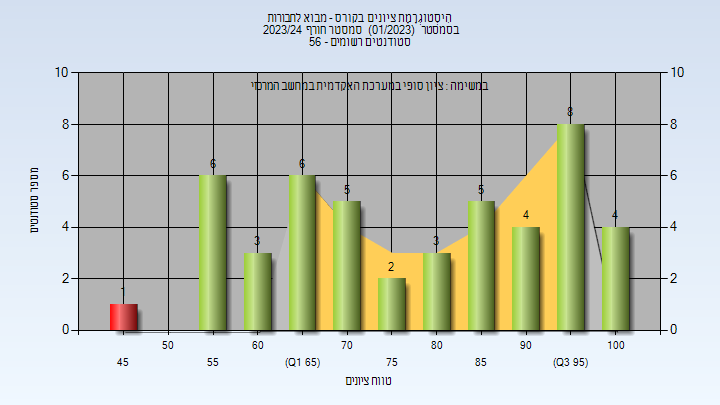 היסטוגרמת ציונים בקורס - מבוא לחברות
בסמסטר (01/2023) סמסטר חורף 2023/24
סטודנטים רשומים - 56
במשימה : ציון סופי במערכת האקדמית במחשב המרכזי
מספר סטודנטים
10 8 6 4 2 0
10 8 6 4 2 0
1 6 3 6 5 2 3 5 4 8 4
50 60 70 80 90 100
45 55 (Q1 65) 75 85 (Q3 95)
טווח ציונים